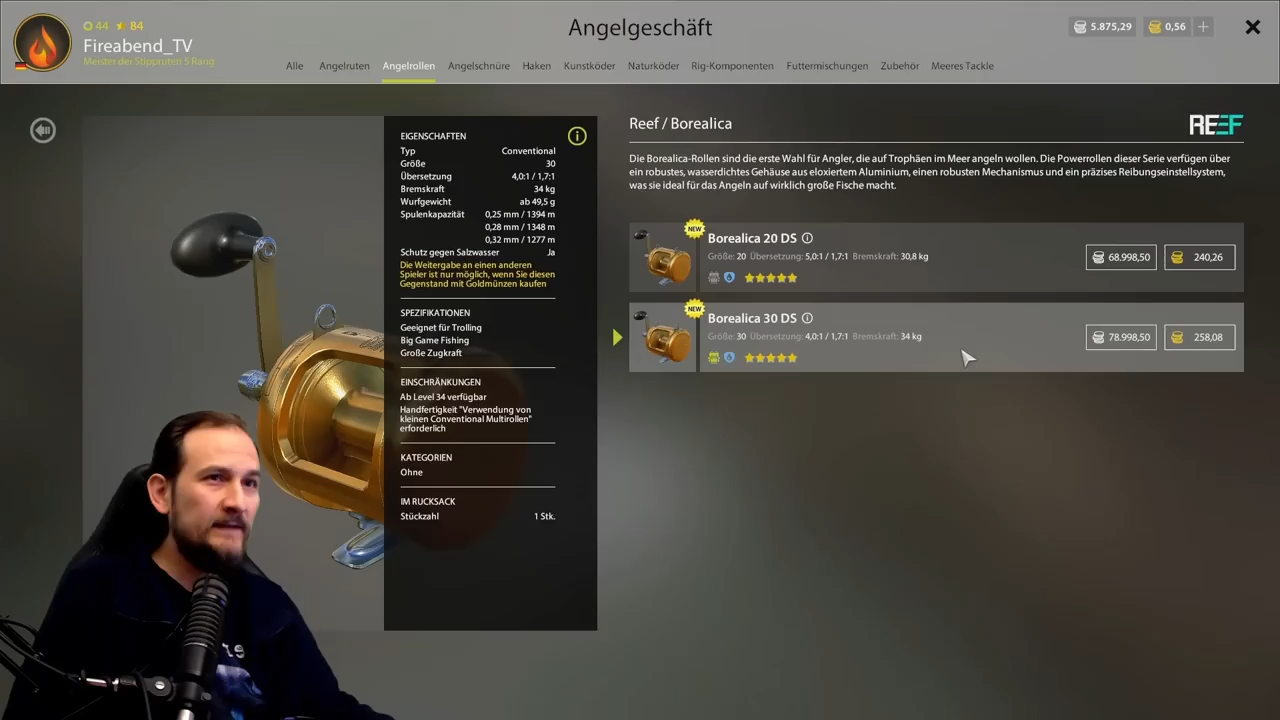 44 84
Fireabend_TV
Meister der Stippruten 5 Rang
Angelgeschäft
5.875,29
0,56 +
Alle Angelruten Angelrollen Angelschnüre Haken Kunstköder Naturköder Rig-Komponenten Futtermischungen Zubehör Meeres Tackle
EIGENSCHAFTEN
Typ Conventional
Größe 30
Übersetzung 4,0:1 / 1,7:1
Bremskraft 34 kg
Wurfgewicht ab 49,5 g
Spulenkapazität 0,25 mm / 1394 m
0,28 mm / 1348 m
0,32 mm / 1277 m
Schutz gegen Salzwasser Ja
Die Weitergabe an einen anderen
Spieler ist nur möglich, wenn Sie diesen
Gegenstand mit Goldmünzen kaufen
SPEZIFIKATIONEN
Geeignet für Trolling
Big Game Fishing
Große Zugkraft
EINSCHRÄNKUNGEN
Ab Level 34 verfügbar
Handfertigkeit "Verwendung von
kleinen Conventional Multirollen"
erforderlich
KATEGORIEN
Ohne
IM RUCKSACK
Stückzahl 1 Stk.
Reef / Borealica
REEF
Die Borealica-Rollen sind die erste Wahl für Angler, die auf Trophäen im Meer angeln wollen. Die Powerrollen dieser Serie verfügen über
ein robustes, wasserdichtes Gehäuse aus eloxiertem Aluminium, einen robusten Mechanismus und ein präzises Reibungseinstellsystem,
was sie ideal für das Angeln auf wirklich große Fische macht.
NEW
Borealica 20 DS
Größe: 20 Übersetzung: 5,0:1 / 1,7:1 Bremskraft: 30,8 kg
68.998,50 240,26
NEW
Borealica 30 DS
Größe: 30 Übersetzung: 4,0:1 / 1,7:1 Bremskraft: 34 kg
78.998,50 258,08